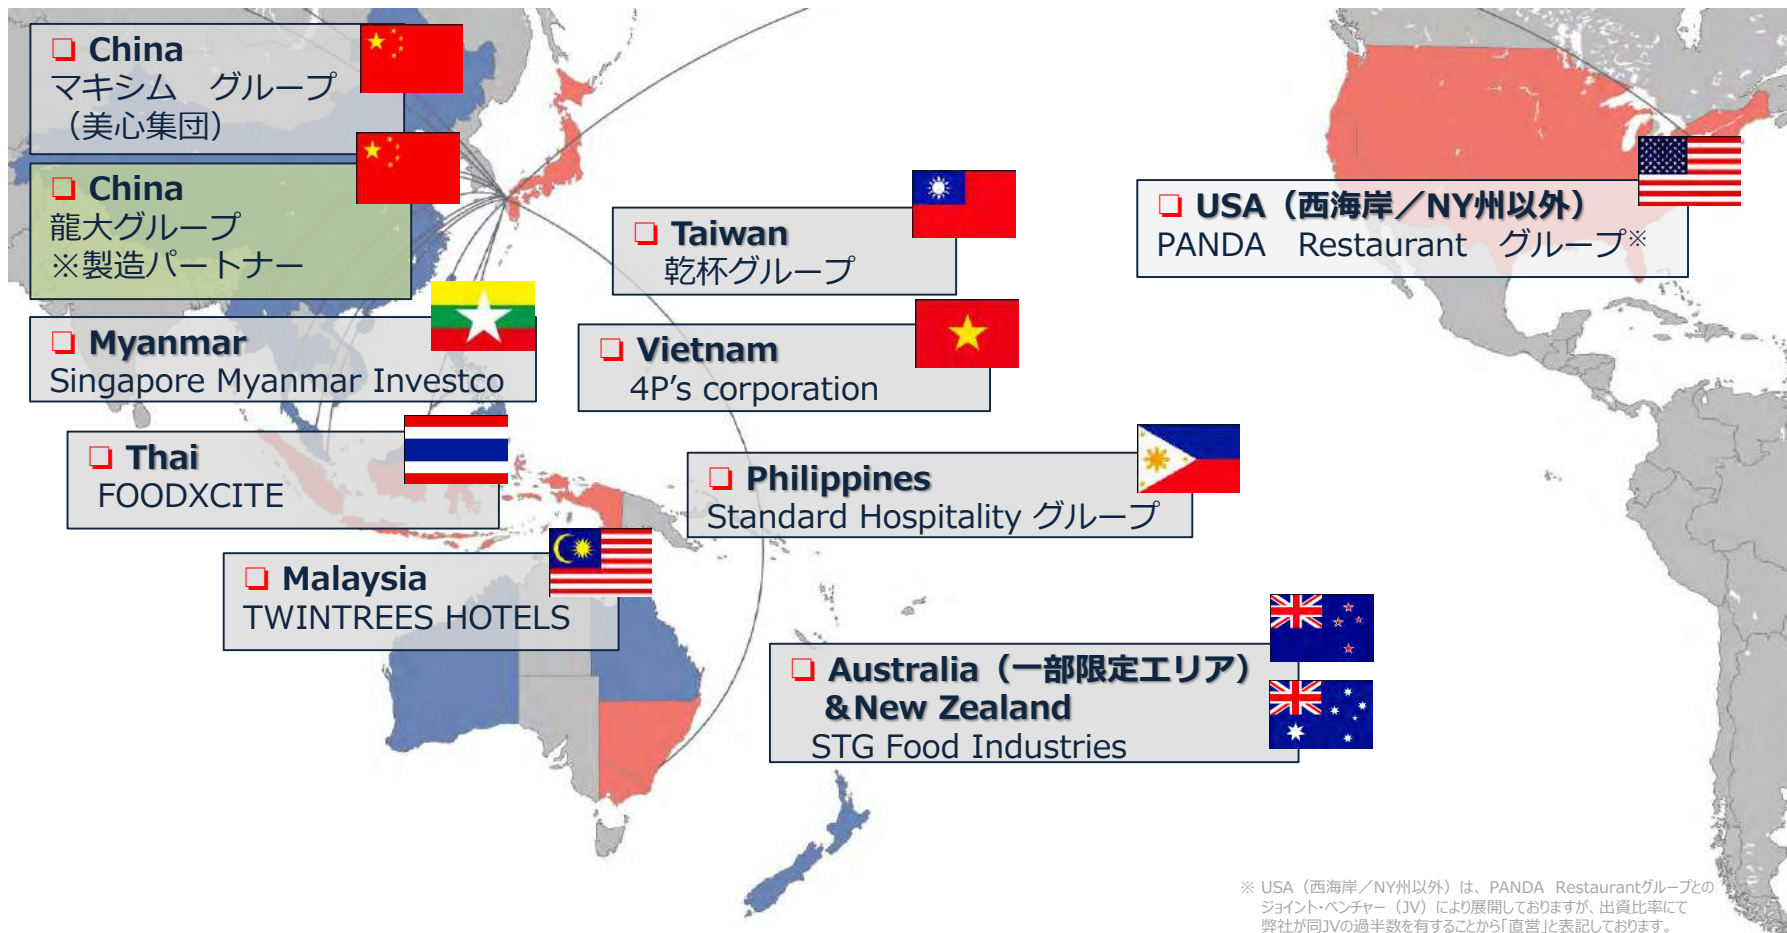 China
マキシム　グループ
（美心集団）
China
龍大グループ
※製造パートナー
Myanmar
Singapore Myanmar Investco
Thai
FOODXCITE
Malaysia
TWINTREES HOTELS
Taiwan
乾杯グループ
Vietnam
4P’s corporation
Philippines
Standard Hospitality グループ
Australia（一部限定エリア）
&New Zealand
STG Food Industries
USA（西海岸／NY州以外）
PANDA　Restaurant　グループ※
※ USA（西海岸／NY州以外）は、PANDA　Restaurantグループとの
ジョイント・ベンチャー（JV）により展開しておりますが、出資比率にて
弊社が同JVの過半数を有することから「直営」と表記しております。